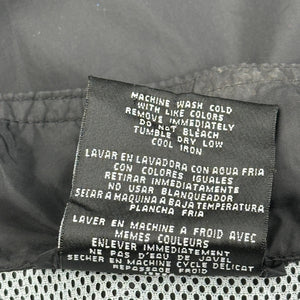 MACHINE WASH COLD
WITH LIKE COLORS
REMOVE IMMEDIATELY
DO NOT BLEACH
TUMBLE DRY LOW
COOL IRON
LAVAR EN LAVADORA CON AGUA FRIA
CON COLORES IGUALES
RETIRAR INMEDIATAMENTE
NO USAR BLANQUEADOR
SECAR A MAQUINA A BAJA TEMPERATURA
PLANCHA FRIA
LAVER EN MACHINE A FROID AVEC
MEMES COULEURS
ENLEVER IMMEDIATEMENT
NE PAS D'EAU DE JAVEL
SECHER EN MACHINE CYCLE DELICAT
REPASSAGE FROID